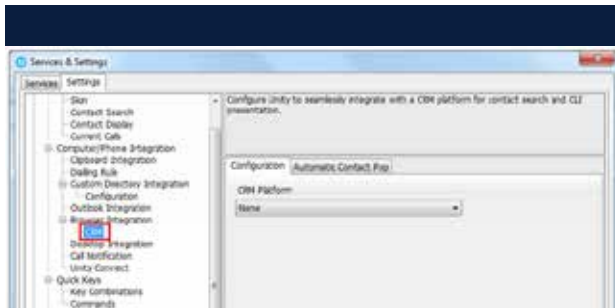 Services & Settings
Services Settings
Skin
Contact Search
Contact Display
Current Calls
Computer/Phone Integration
Clipboard Integration
Dialing Rule
Custom Directory Integration
Configuration
Outlook Integration
Browser Integration
CRM
Desktop Integration
Call Notification
Unity Connect
Quick Keys
Key Combinations
Commands
Configure Unity to seamlessly integrate with a CRM platform for contact search and CLI
presentation.
Configuration Automatic Contact Pop
CRM Platform
None